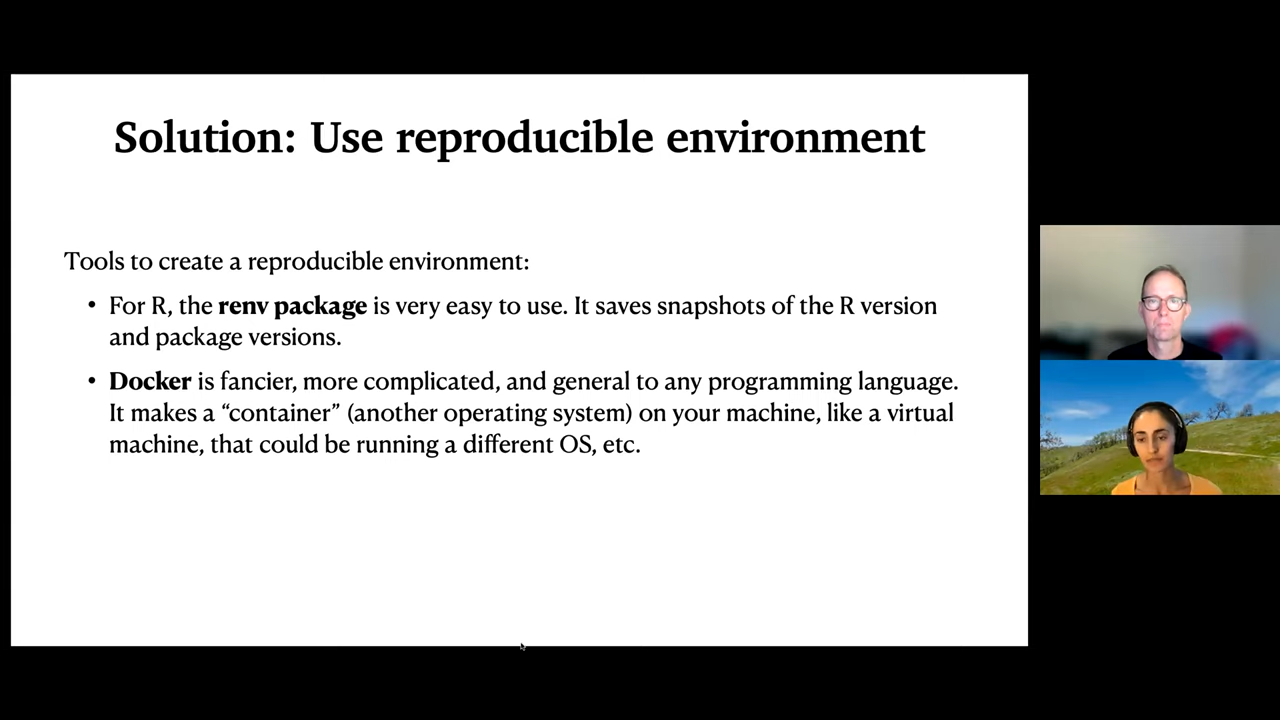 Solution: Use reproducible environment
Tools to create a reproducible environment:
• For R, the renv package is very easy to use. It saves snapshots of the R version
and package versions.
• Docker is fancier, more complicated, and general to any programming language.
It makes a “container” (another operating system) on your machine, like a virtual
machine, that could be running a different OS, etc.